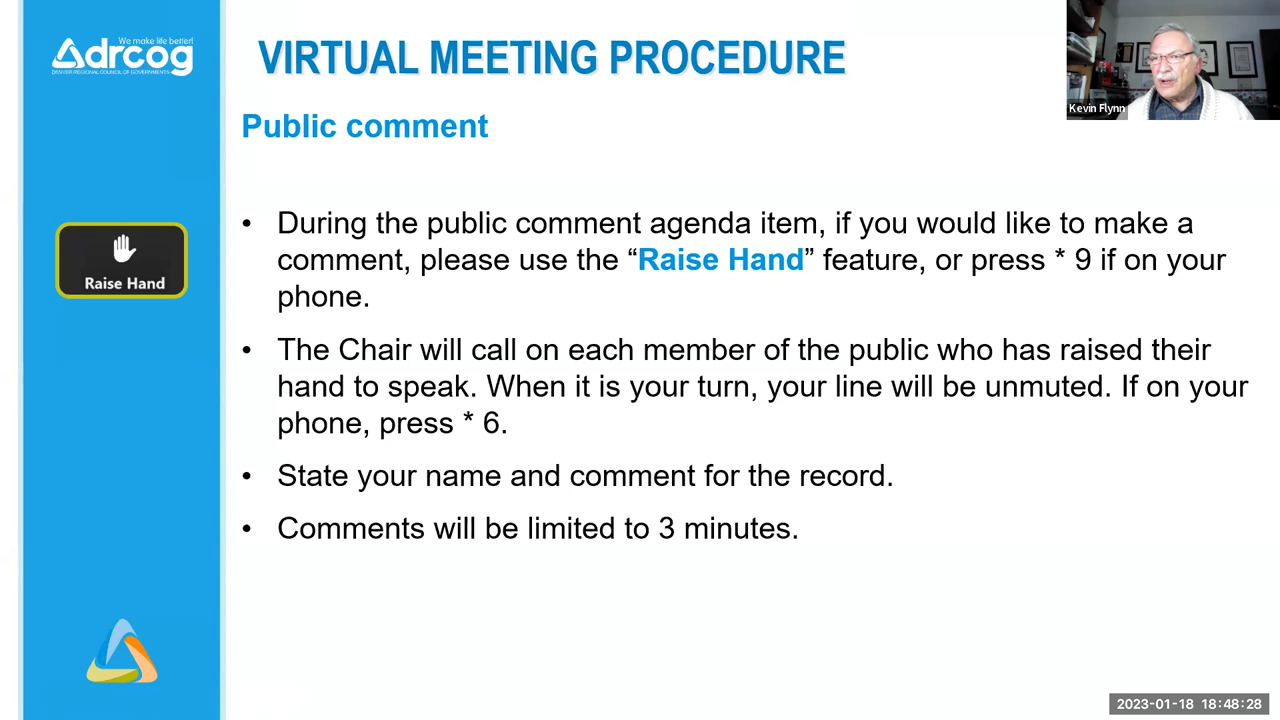 We make life better!
drcog
DENVER REGIONAL COUNCIL OF GOVERNMENTS
VIRTUAL MEETING PROCEDURE
Kevin Flynn
Public comment
Raise Hand
• During the public comment agenda item, if you would like to make a
comment, please use the “Raise Hand” feature, or press * 9 if on your
phone.
• The Chair will call on each member of the public who has raised their
hand to speak. When it is your turn, your line will be unmuted. If on your
phone, press * 6.
• State your name and comment for the record.
• Comments will be limited to 3 minutes.
2023-01-18 18:48:28